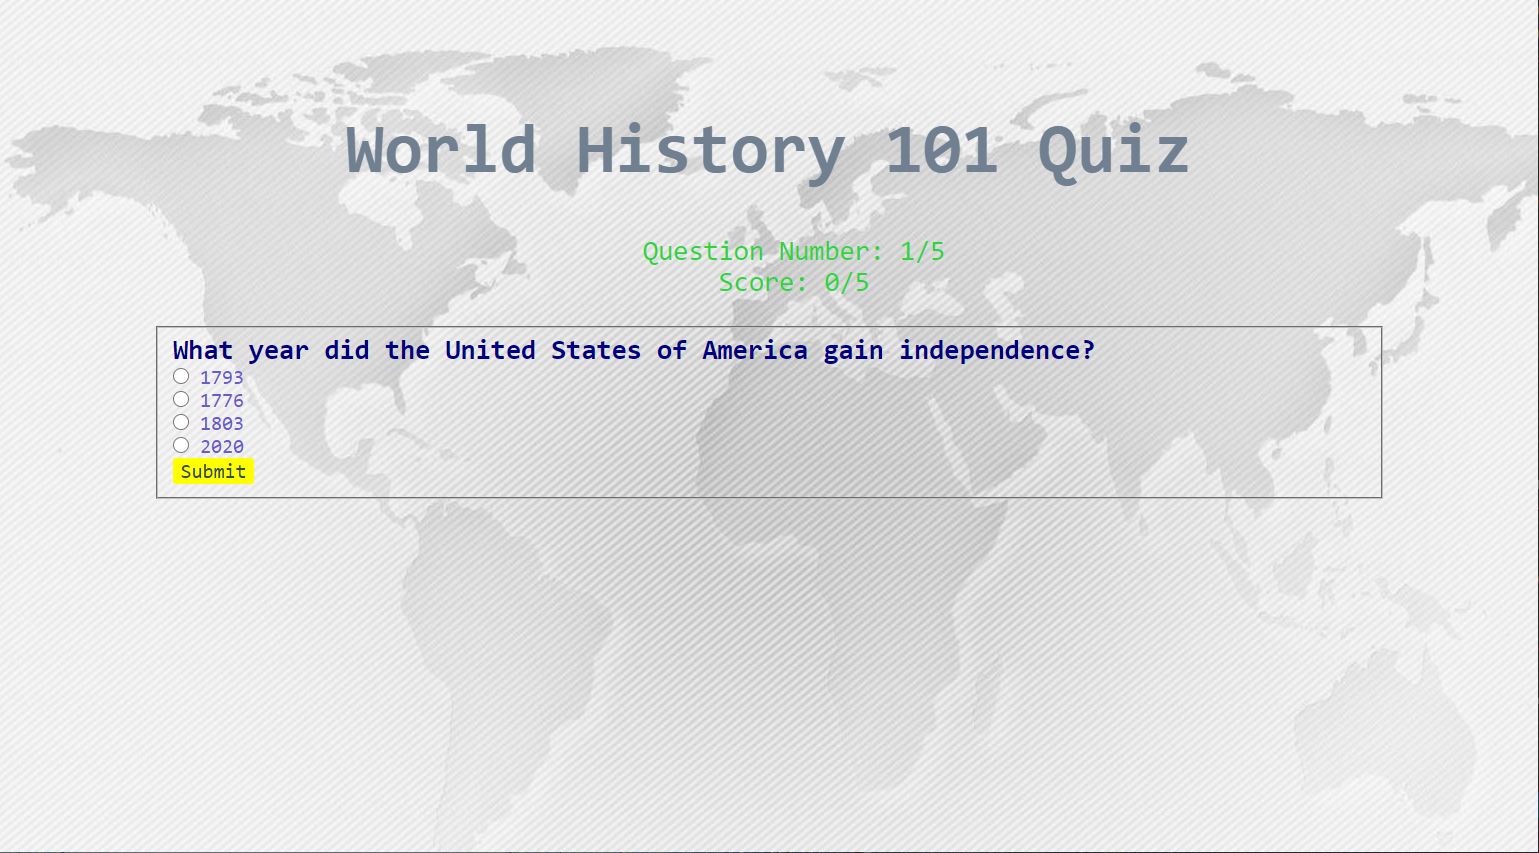 World History 101 Quiz
Question Number: 1/5
Score: 0/5
What year did the United States of America gain independence?
1793
1776
1803
2020
Submit